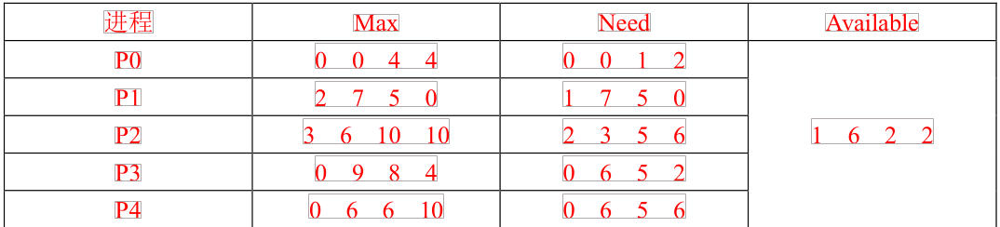 进程 Max Need Available
P0 0 0 4 4 0 0 1 2
P1 2 7 5 0 1 7 5 0
P2 3 6 10 10 2 3 5 6 1 6 2 2
P3 0 9 8 4 0 6 5 2
P4 0 6 6 10 0 6 5 6